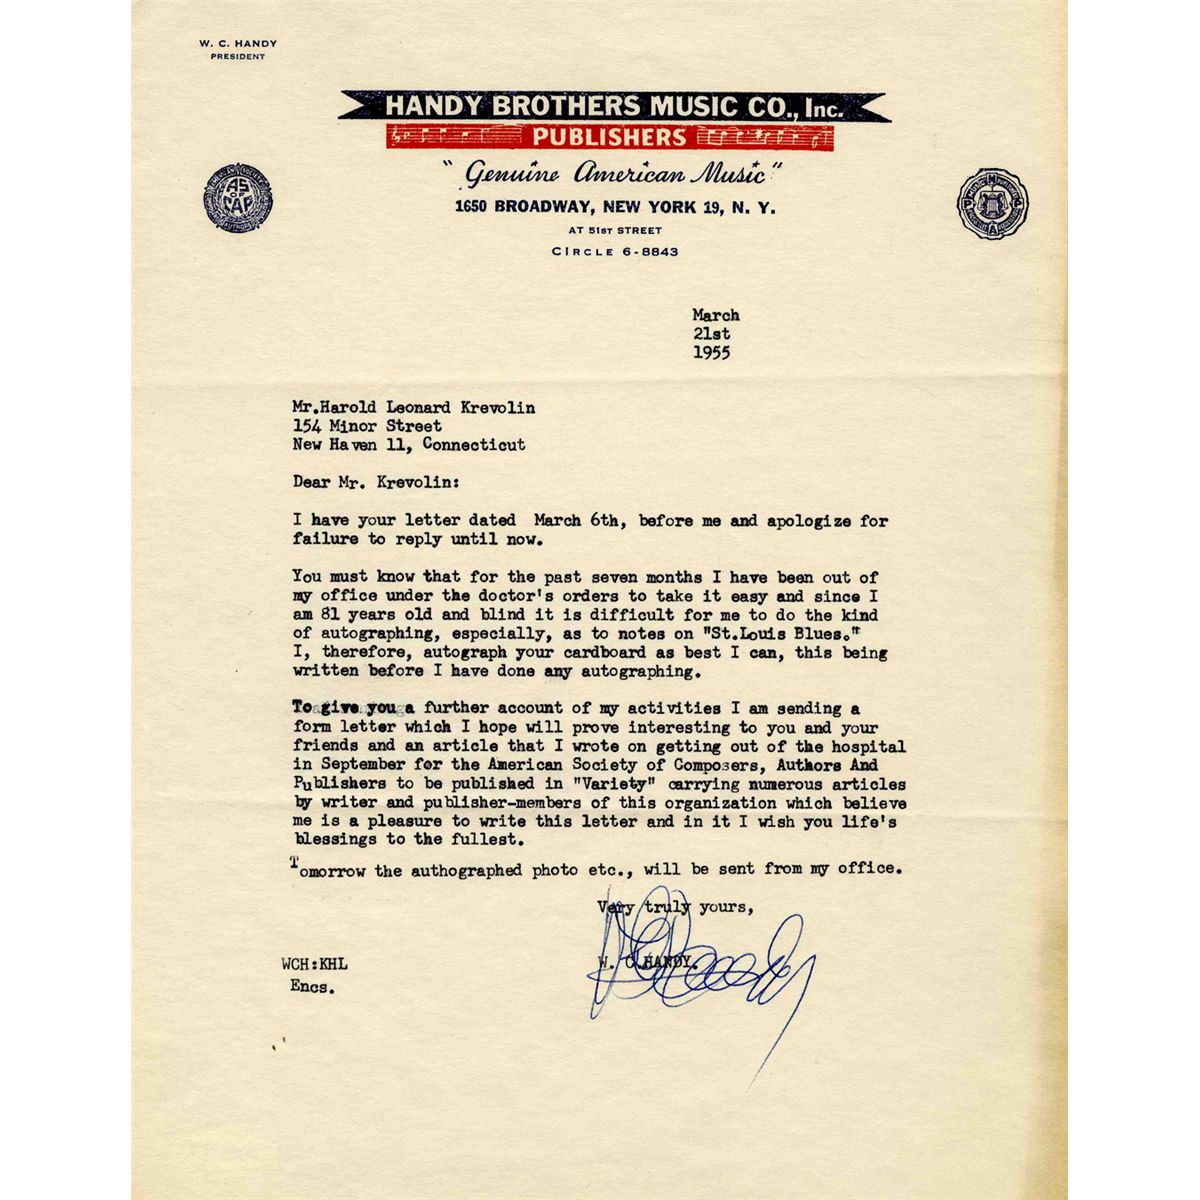 W. C. HANDY
PRESIDENT
HANDY BROTHERS MUSIC CO., Inc.
PUBLISHERS
"Genuine American Music"
1650 BROADWAY, NEW YORK 19, N. Y.
AT 51ST STREET
CIRCLE 6-8843
AS
OF
CAP
March
21st
1955
Mr.Harold Leonard Krevolin
154 Minor Street
New Haven 11, Connecticut
Dear Mr. Krevolin:
I have your letter dated March 6th, before me and apologize for
failure to reply until now.
You must know that for the past seven months I have been out of
my office under the doctor's orders to take it easy and since I
am 81 years old and blind it is difficult for me to do the kind
of autographing, especially, as to notes on "St.Louis Blues."
I, therefore, autograph your cardboard as best I can, this being
written before I have done any autographing.
To give you a further account of my activities I am sending a
form letter which I hope will prove interesting to you and your
friends and an article that I wrote on getting out of the hospital
in September for the American Society of Composers, Authors And
Publishers to be published in "Variety" carrying numerous articles
by writer and publisher-members of this organization which believe
me is a pleasure to write this letter and in it I wish you life's
blessings to the fullest.
Tomorrow the authographed photo etc., will be sent from my office.
Very truly yours,
W. C. HANDY.
WCH:KHL
Encs.